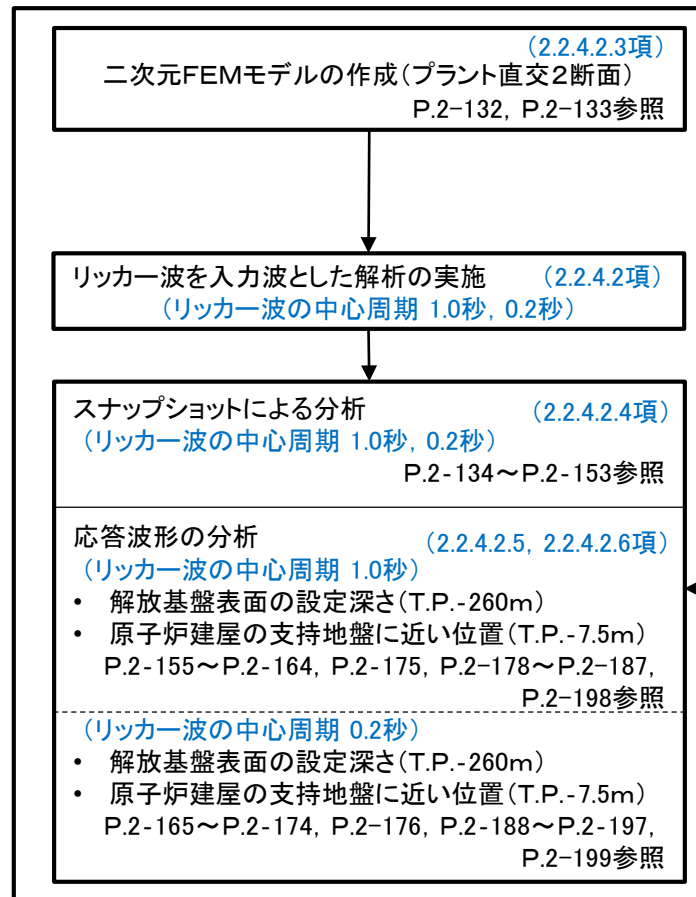 (2.2.4.2.3項)
二次元FEMモデルの作成(プラント直交2断面)
P.2-132, P.2-133参照
リッカー波を入力波とした解析の実施 (2.2.4.2項)
(リッカー波の中心周期 1.0秒, 0.2秒)
スナップショットによる分析 (2.2.4.2.4項)
(リッカー波の中心周期 1.0秒, 0.2秒)
P.2-134～P.2-153参照
応答波形の分析 (2.2.4.2.5, 2.2.4.2.6項)
(リッカー波の中心周期 1.0秒)
• 解放基盤表面の設定深さ(T.P.-260m)
• 原子炉建屋の支持地盤に近い位置(T.P.-7.5m)
P.2-155～P.2-164, P.2-175, P.2-178～P.2-187,
P.2-198参照
(リッカー波の中心周期 0.2秒)
• 解放基盤表面の設定深さ(T.P.-260m)
• 原子炉建屋の支持地盤に近い位置(T.P.-7.5m)
P.2-165～P.2-174, P.2-176, P.2-188～P.2-197,
P.2-199参照